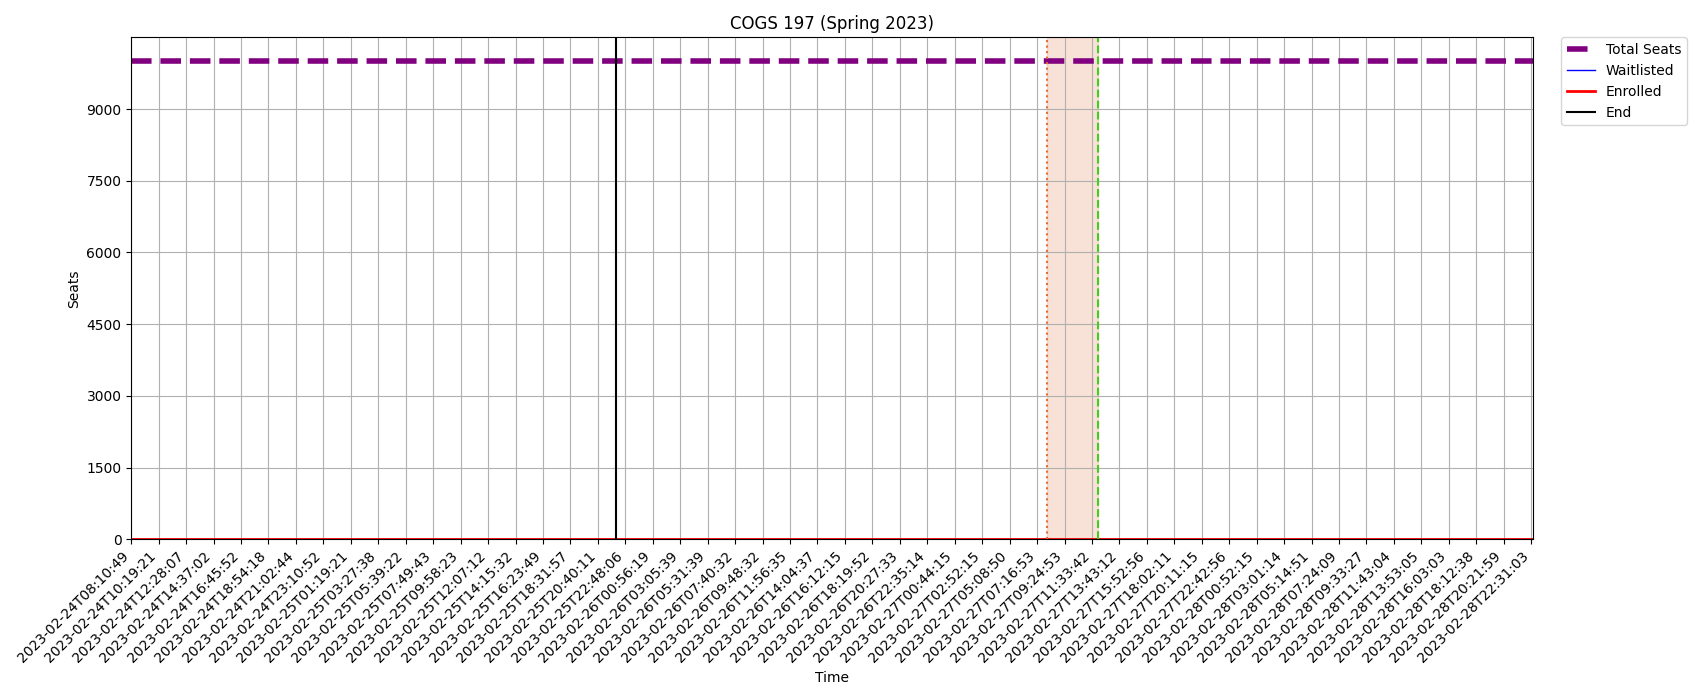 COGS 197 (Spring 2023)
Total Seats
Waitlisted
Enrolled
End
Seats
9000
7500
6000
4500
3000
1500
0
2023-02-24T08:10:49
2023-02-24T10:19:21
2023-02-24T12:28:07
2023-02-24T14:37:02
2023-02-24T16:45:52
2023-02-24T18:54:18
2023-02-24T21:02:44
2023-02-24T23:10:52
2023-02-25T01:19:21
2023-02-25T03:27:38
2023-02-25T05:39:22
2023-02-25T07:49:43
2023-02-25T09:58:23
2023-02-25T12:07:12
2023-02-25T14:15:32
2023-02-25T16:23:49
2023-02-25T18:31:57
2023-02-25T20:40:11
2023-02-25T22:48:06
2023-02-26T00:56:19
2023-02-26T03:05:39
2023-02-26T05:31:39
2023-02-26T07:40:32
2023-02-26T09:48:32
2023-02-26T11:56:35
2023-02-26T14:04:37
2023-02-26T16:12:15
2023-02-26T18:19:52
2023-02-26T20:27:33
2023-02-26T22:35:14
2023-02-27T00:44:15
2023-02-27T02:52:15
2023-02-27T05:08:50
2023-02-27T07:16:53
2023-02-27T09:24:53
2023-02-27T11:33:42
2023-02-27T13:43:12
2023-02-27T15:52:56
2023-02-27T18:02:11
2023-02-27T20:11:15
2023-02-27T22:42:56
2023-02-28T00:52:15
2023-02-28T03:01:14
2023-02-28T05:14:51
2023-02-28T07:24:09
2023-02-28T09:33:27
2023-02-28T11:43:04
2023-02-28T13:53:05
2023-02-28T16:03:03
2023-02-28T18:12:38
2023-02-28T20:21:59
2023-02-28T22:31:03
Time